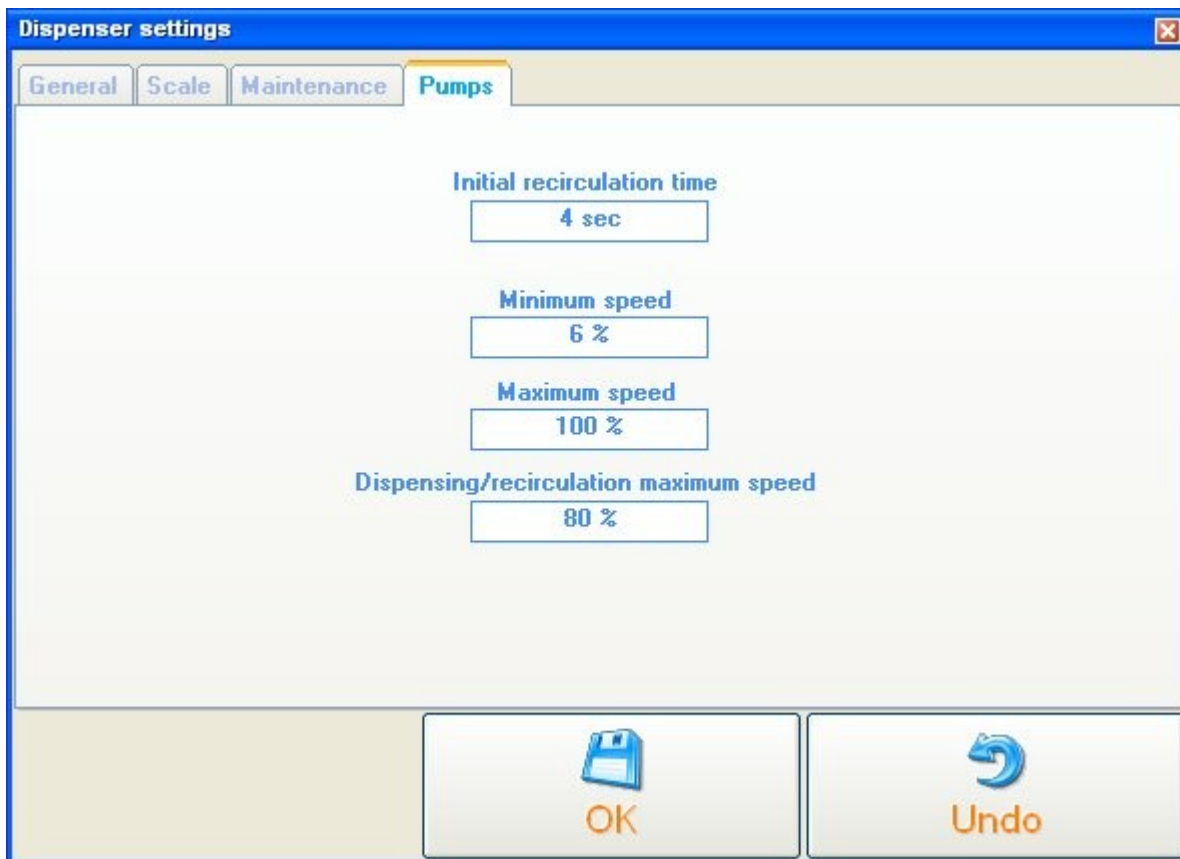 Dispenser settings
General Scale Maintenance Pumps
Initial recirculation time
4 sec
Minimum speed
6 %
Maximum speed
100 %
Dispensing/recirculation maximum speed
80 %
OK Undo